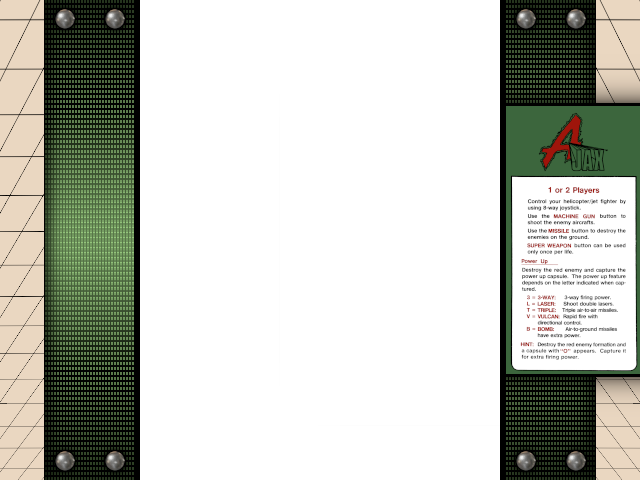 AJAX
1 or 2 Players
Control your helicopter/jet fighter by
using 8-way joystick.
Use the MACHINE GUN button to
shoot the enemy aircrafts.
Use the MISSILE button to destroy the
enemies on the ground.
SUPER WEAPON button can be used
only once per life.
Power Up
Destroy the red enemy and capture the
power up capsule. The power up feature
depends on the letter indicated when cap-
tured.
3 = 3-WAY: 3-way firing power.
L = LASER: Shoot double lasers.
T = TRIPLE: Triple air-to-air missiles.
V = VULCAN: Rapid fire with
directional control.
B = BOMB: Air-to-ground missiles
have extra power.
HINT: Destroy the red enemy formation and
a capsule with "O" appears. Capture it
for extra firing power.